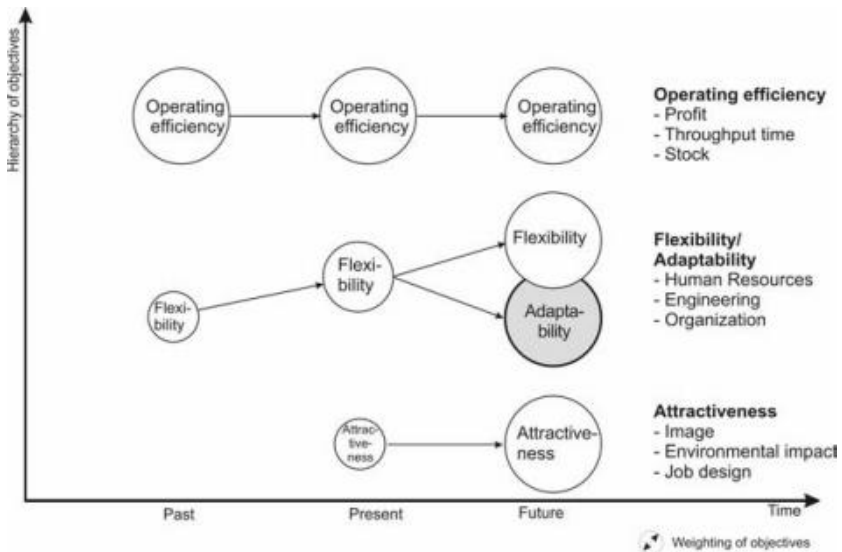 Hierarchy of objectives
Operating
efficiency
Operating
efficiency
Operating
efficiency
Operating efficiency
- Profit
- Throughput time
- Stock
Flexi-
bility
Flexi-
bility
Flexibility
Adapta-
bility
Flexibility/
Adaptability
- Human Resources
- Engineering
- Organization
Attrac-
tive-
ness
Attractive-
ness
Attractiveness
- Image
- Environmental impact
- Job design
Past
Present
Future
Time
Weighting of objectives